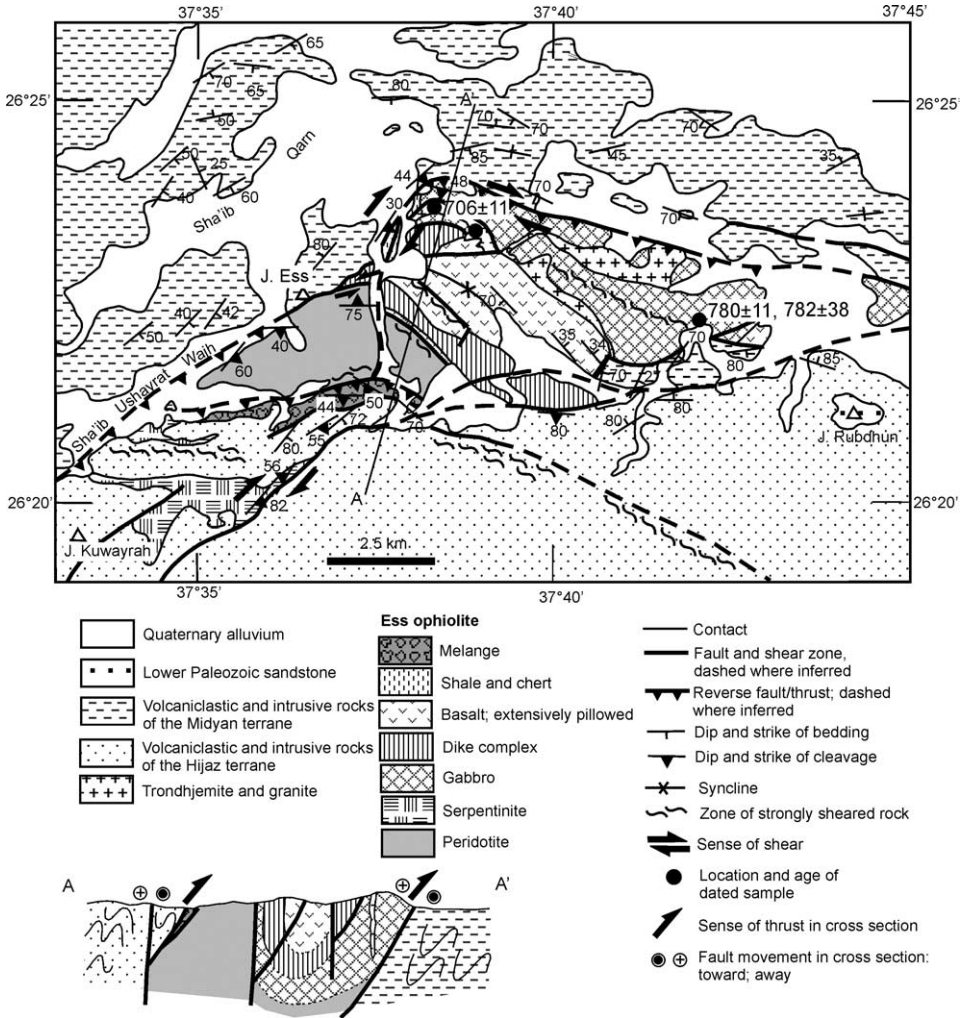 37°35'
37°40'
37°45'
65
70
65
80
A'
26°25'
26°25'
50
70
70
70
Qarn
50
25
85
45
35
40
60
44
48
70
Sha'ib
30
706±11
70
80
J. Ess
70
40
42
75
780±11, 782±38
50
35
34
70
A
40
Wajh
60
80
85
Ushayrat
70
27
44
50
80
J. Rubdhun
Sha'ib
72
70
80
55
80
80
56
A
26°20'
82
26°20'
J. Kuwayrah
2.5 km
37°35'
37°40'
Quaternary alluvium
Lower Paleozoic sandstone
Volcaniclastic and intrusive rocks
of the Midyan terrane
Volcaniclastic and intrusive rocks
of the Hijaz terrane
Trondhjemite and granite
Ess ophiolite
Melange
Shale and chert
Basalt; extensively pillowed
Dike complex
Gabbro
Serpentinite
Peridotite
Contact
Fault and shear zone,
dashed where inferred
Reverse fault/thrust; dashed
where inferred
Dip and strike of bedding
Dip and strike of cleavage
Syncline
Zone of strongly sheared rock
Sense of shear
Location and age of
dated sample
Sense of thrust in cross section
Fault movement in cross section:
toward; away
A
A'